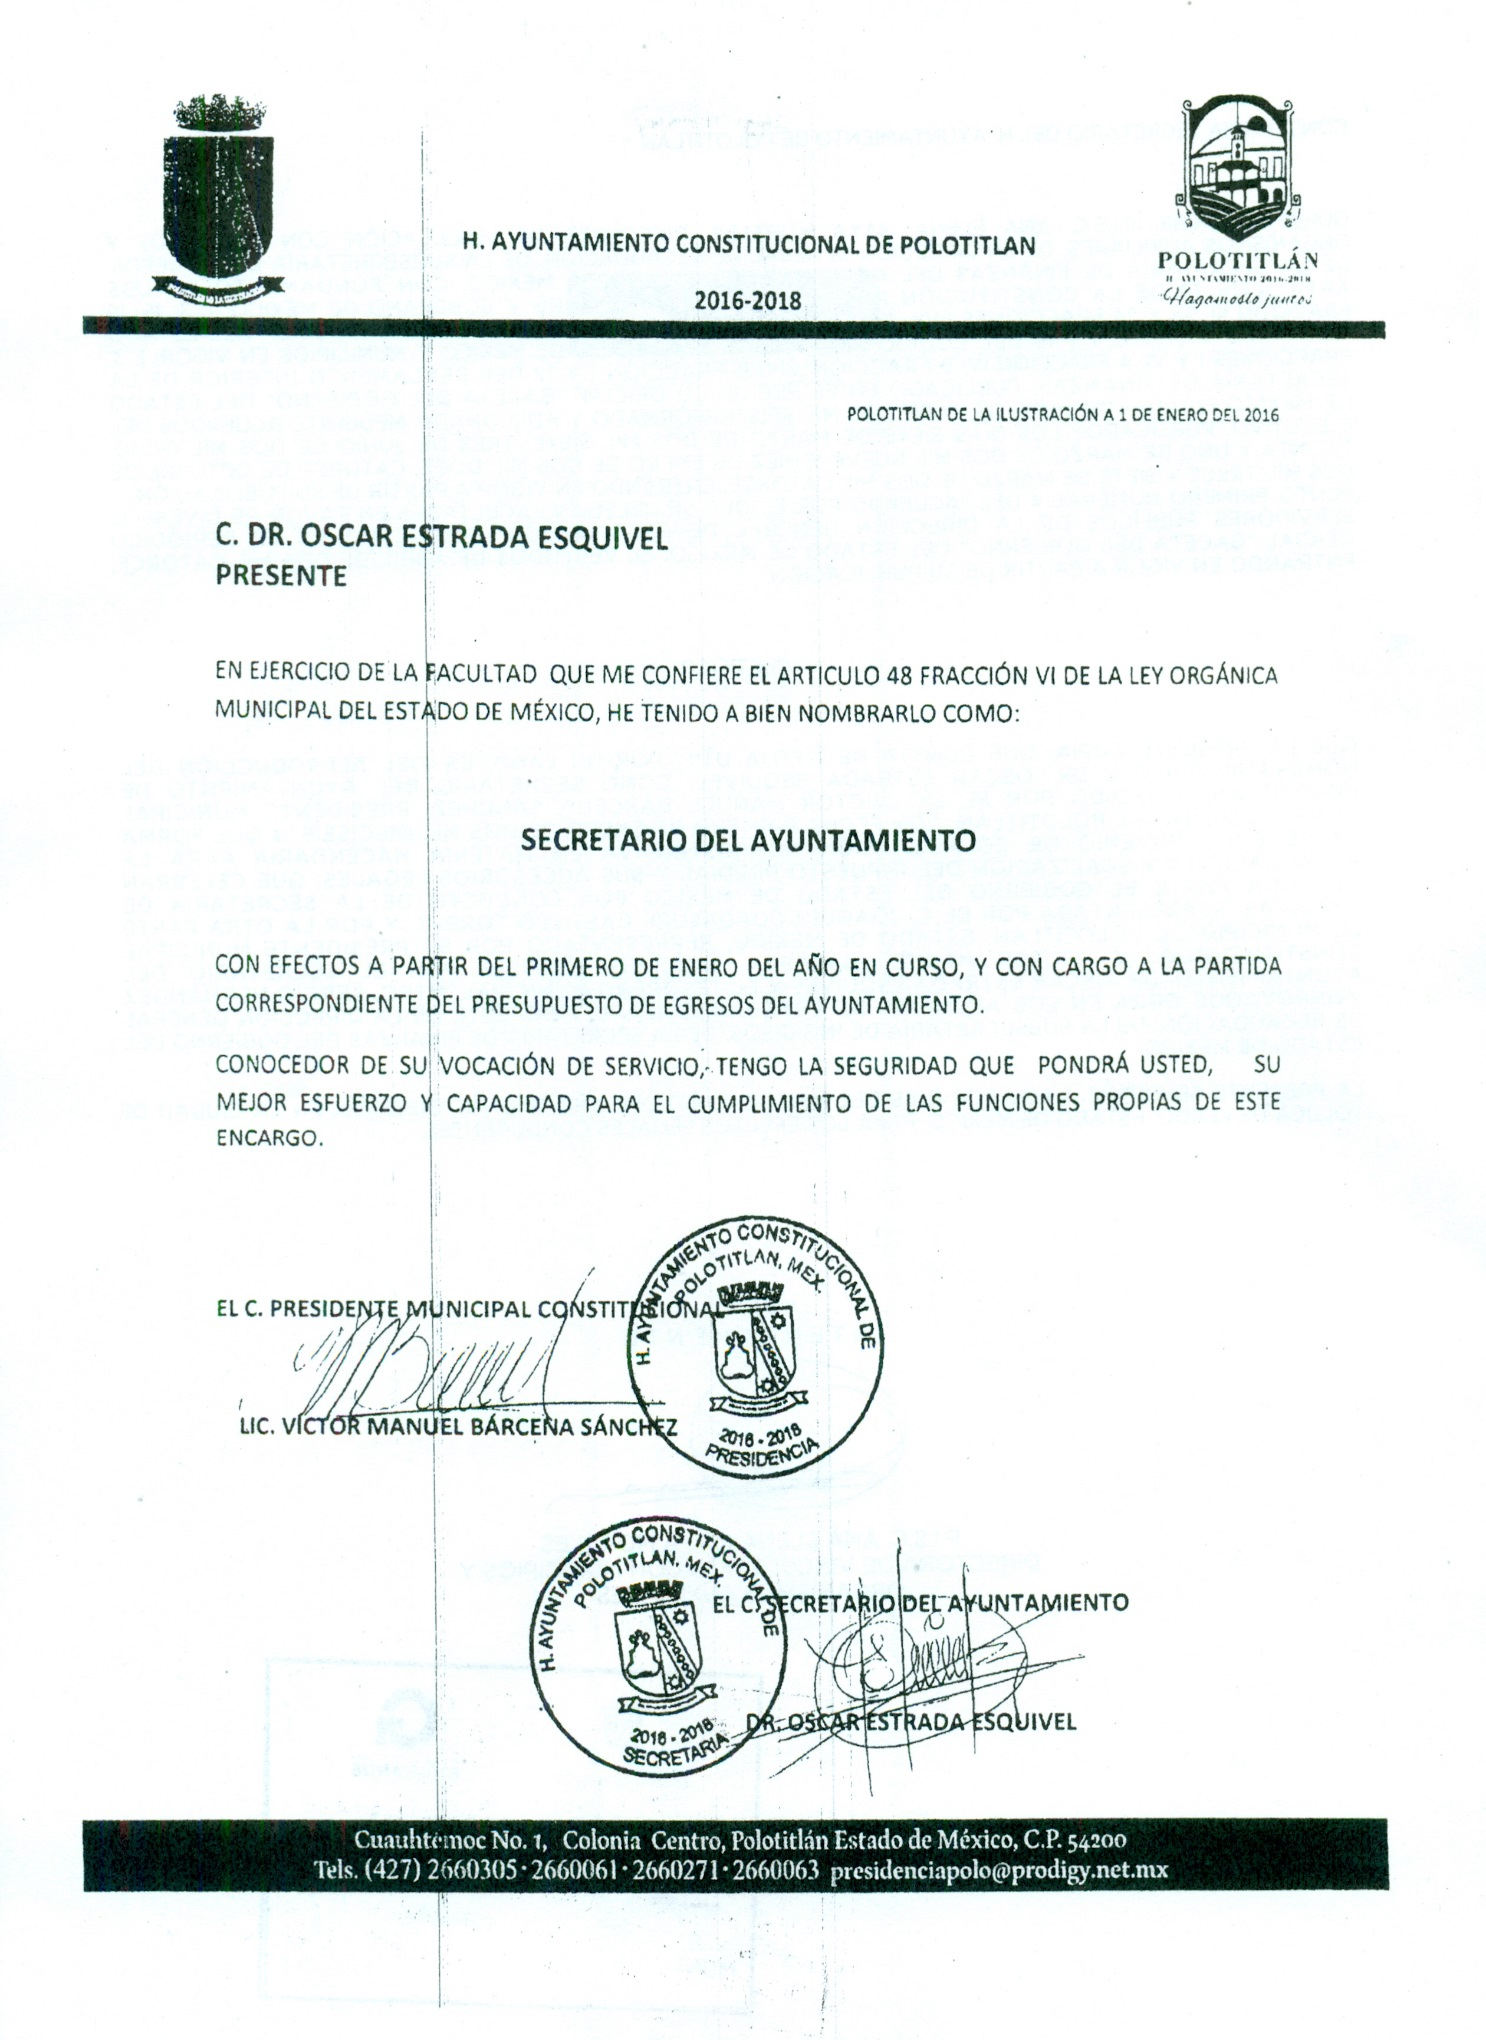 H. AYUNTAMIENTO CONSTITUCIONAL DE POLOTITLAN
2016-2018
POLOTITLÁN
H. AYUNTAMIENTO 2016-2018
Hagamoslo juntos
POLOTITLAN DE LA ILUSTRACIÓN A 1 DE ENERO DEL 2016
C. DR. OSCAR ESTRADA ESQUIVEL
PRESENTE
EN EJERCICIO DE LA FACULTAD QUE ME CONFIERE EL ARTICULO 48 FRACCIÓN VI DE LA LEY ORGÁNICA
MUNICIPAL DEL ESTADO DE MÉXICO, HE TENIDO A BIEN NOMBRARLO COMO:
SECRETARIO DEL AYUNTAMIENTO
CON EFECTOS A PARTIR DEL PRIMERO DE ENERO DEL AÑO EN CURSO, Y CON CARGO A LA PARTIDA
CORRESPONDIENTE DEL PRESUPUESTO DE EGRESOS DEL AYUNTAMIENTO.
CONOCEDOR DE SU VOCACIÓN DE SERVICIO, TENGO LA SEGURIDAD QUE PONDRÁ USTED, SU
MEJOR ESFUERZO Y CAPACIDAD PARA EL CUMPLIMIENTO DE LAS FUNCIONES PROPIAS DE ESTE
ENCARGO.
EL C. PRESIDENTE MUNICIPAL CONSTITUCIONAL
LIC. VÍCTOR MANUEL BÁRCENA SÁNCHEZ
H. AYUNTAMIENTO CONSTITUCIONAL DE
POLOTITLAN, MEX.
2016 - 2018
PRESIDENCIA
H. AYUNTAMIENTO CONSTITUCIONAL DE
POLOTITLAN, MEX.
2016 - 2018
SECRETARIA
EL C. SECRETARIO DEL AYUNTAMIENTO
DR. OSCAR ESTRADA ESQUIVEL
Cuauhtémoc No. 1, Colonia Centro, Polotitlán Estado de México, C.P. 54200
Tels. (427) 2660305 · 2660061 · 2660271 · 2660063 presidenciapolo@prodigy.net.mx